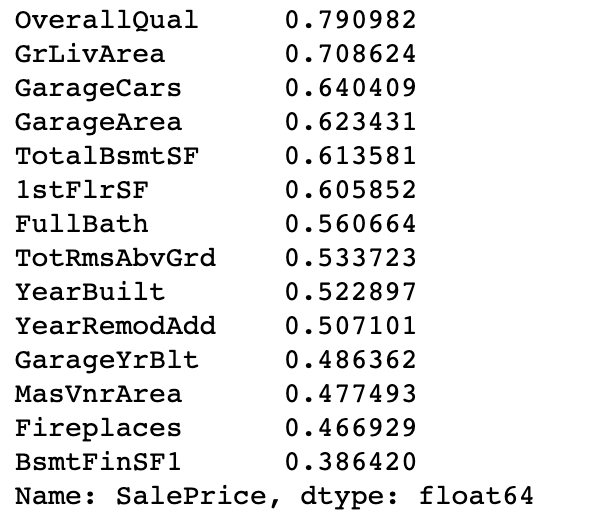 OverallQual 0.790982
GrLivArea 0.708624
GarageCars 0.640409
GarageArea 0.623431
TotalBsmtSF 0.613581
1stFlrSF 0.605852
FullBath 0.560664
TotRmsAbvGrd 0.533723
YearBuilt 0.522897
YearRemodAdd 0.507101
GarageYrBlt 0.486362
MasVnrArea 0.477493
Fireplaces 0.466929
BsmtFinSF1 0.386420
Name: SalePrice, dtype: float64